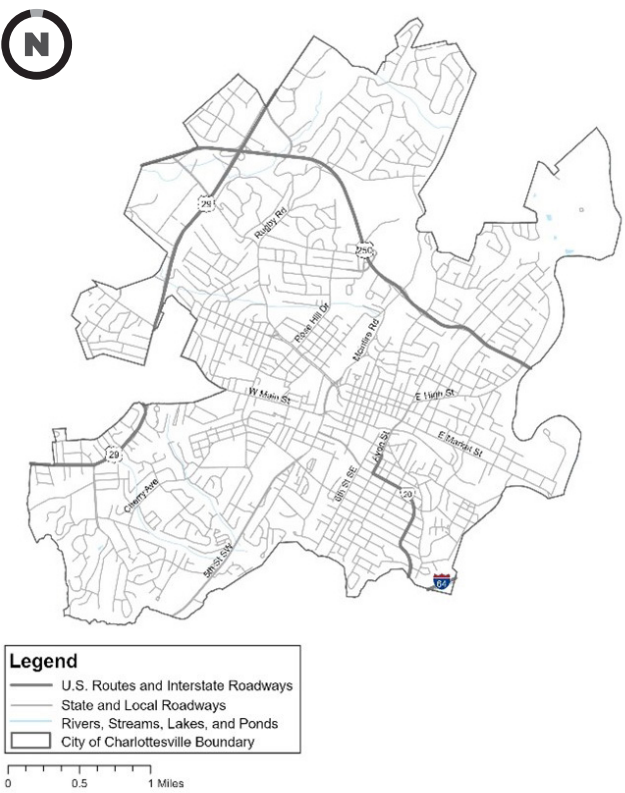 N
29
Rugby Rd
250
Rose Hill Dr
McIntire Rd
W Main St
E High St
E Market St
Avon St
29
20
6th St SE
Cherry Ave
5th St SW
64
Legend
U.S. Routes and Interstate Roadways
State and Local Roadways
Rivers, Streams, Lakes, and Ponds
City of Charlottesville Boundary
0 0.5 1 Miles